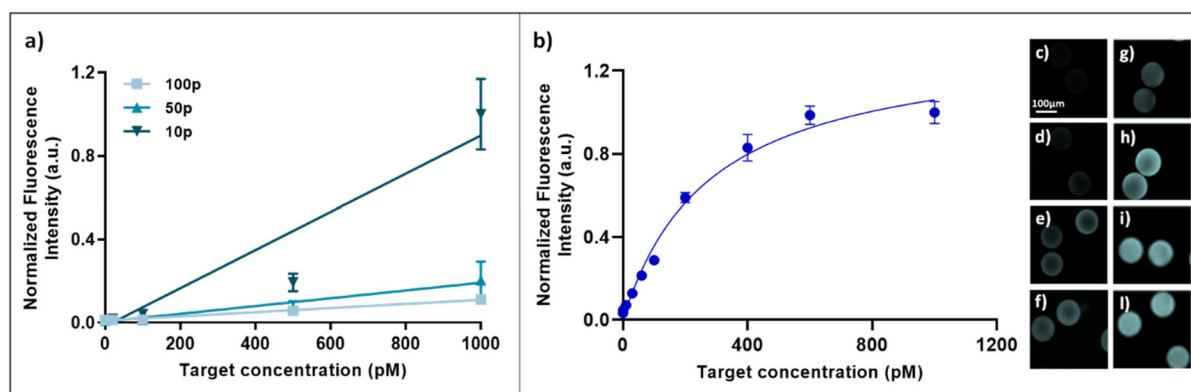 a)
Normalized Fluorescence
Intensity (a.u.)
1.2
0.8
0.4
0.0
100p
50p
10p
0 200 400 600 800 1000
Target concentration (pM)
b)
Normalized Fluorescence
Intensity (a.u.)
1.2
0.8
0.4
0.0
0 400 800 1200
Target concentration (pM)
c)
100µm
d)
e)
f)
g)
h)
i)
l)